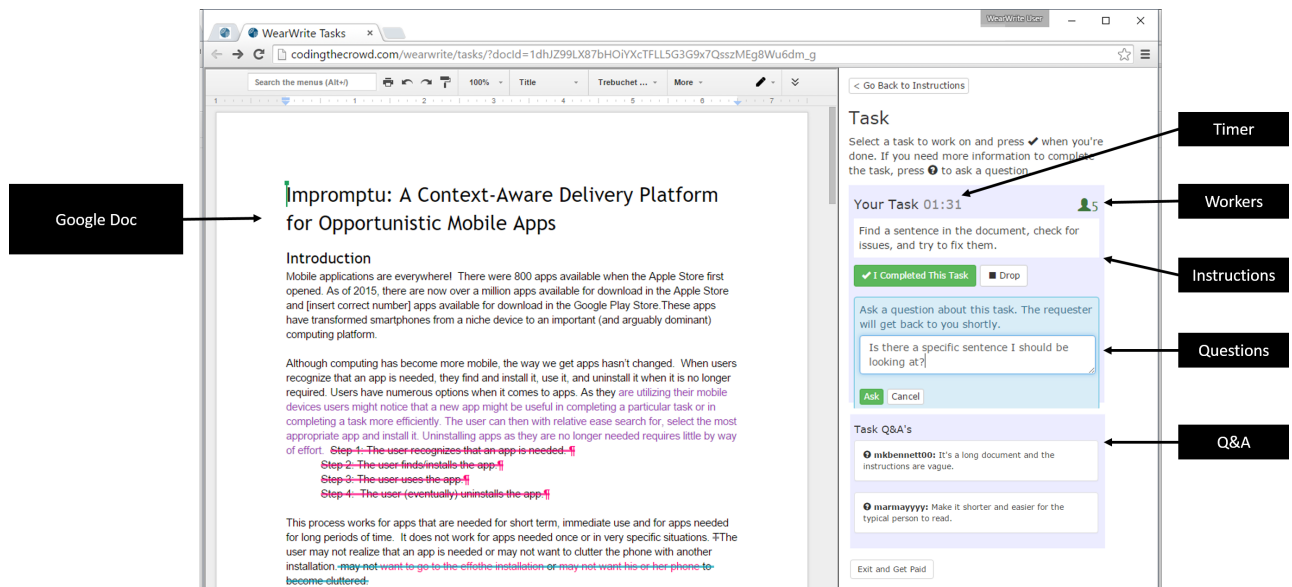 WearWrite User
WearWrite Tasks
codingthecrowd.com/wearwrite/tasks/?docId=1dhJZ99LX87bHOiYXcTFLL5G3G9x7QsszMEg8Wu6dm_g
Search the menus (Alt+/)
100%
Title
Trebuchet ...
More
1 1 2 3 4 5 6 7
Google Doc
Impromptu: A Context-Aware Delivery Platform
for Opportunistic Mobile Apps
Introduction
Mobile applications are everywhere! There were 800 apps available when the Apple Store first
opened. As of 2015, there are now over a million apps available for download in the Apple Store
and [insert correct number] apps available for download in the Google Play Store.These apps
have transformed smartphones from a niche device to an important (and arguably dominant)
computing platform.
Although computing has become more mobile, the way we get apps hasn't changed. When users
recognize that an app is needed, they find and install it, use it, and uninstall it when it is no longer
required. Users have numerous options when it comes to apps. As they are utilizing their mobile
devices users might notice that a new app might be useful in completing a particular task or in
completing a task more efficiently. The user can then with relative ease search for, select the most
appropriate app and install it. Uninstalling apps as they are no longer needed requires little by way
of effort. Step 1: The user recognizes that an app is needed. ¶
Step 2: The user finds/installs the app.¶
Step 3: The user uses the app.¶
Step 4: The user (eventually) uninstalls the app.¶
This process works for apps that are needed for short term, immediate use and for apps needed
for long periods of time. It does not work for apps needed once or in very specific situations. TThe
user may not realize that an app is needed or may not want to clutter the phone with another
installation. may not want to go to the effothe installation or may not want his or her phone to
become cluttered.
< Go Back to Instructions
Task
Select a task to work on and press ✔ when you're
done. If you need more information to complete
the task, press ? to ask a question
Your Task 01:31
5
Find a sentence in the document, check for
issues, and try to fix them.
✔ I Completed This Task
■ Drop
Ask a question about this task. The requester
will get back to you shortly.
Is there a specific sentence I should be
looking at?
Ask
Cancel
Task Q&A's
mkbennett00: It's a long document and the
instructions are vague.
marmayyyy: Make it shorter and easier for the
typical person to read.
Exit and Get Paid
Timer
Workers
Instructions
Questions
Q&A